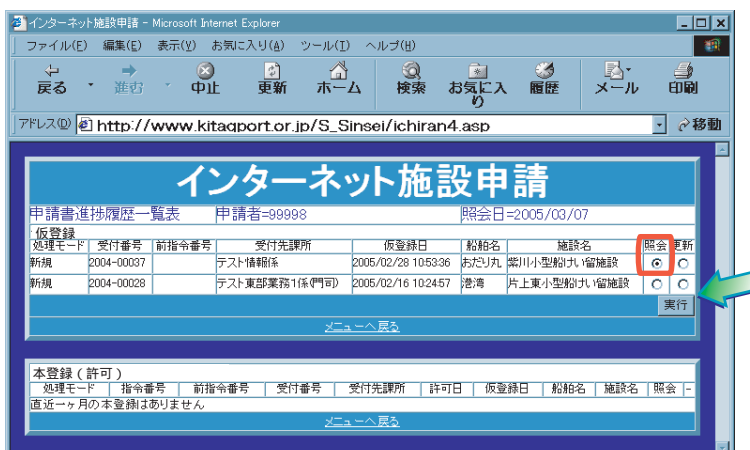 インターネット施設申請 - Microsoft Internet Explorer
ファイル(F) 編集(E) 表示(V) お気に入り(A) ツール(T) ヘルプ(H)
戻る 進む 中止 更新 ホーム 検索 お気に入り 履歴 メール 印刷
アドレス(D) http://www.kitaqport.or.jp/S_Sinsei/ichiran4.asp 移動
インターネット施設申請
申請書進捗履歴一覧表 申請者=99998 照会日=2005/03/07
仮登録
処理モード 受付番号 前指令番号 受付先課所 仮登録日 船舶名 施設名 照会 更新
新規 2004-00037 テスト情報係 2005/02/28 10:53:36 おだり丸 紫川小型船けい留施設
新規 2004-00028 テスト東部業務1係(門司) 2005/02/16 10:24:57 港湾 片上東小型船けい留施設
実行
メニューへ戻る
本登録(許可)
処理モード 指令番号 前指令番号 受付番号 受付先課所 許可日 仮登録日 船舶名 施設名 照会 -
直近一ヶ月の本登録はありません
メニューへ戻る